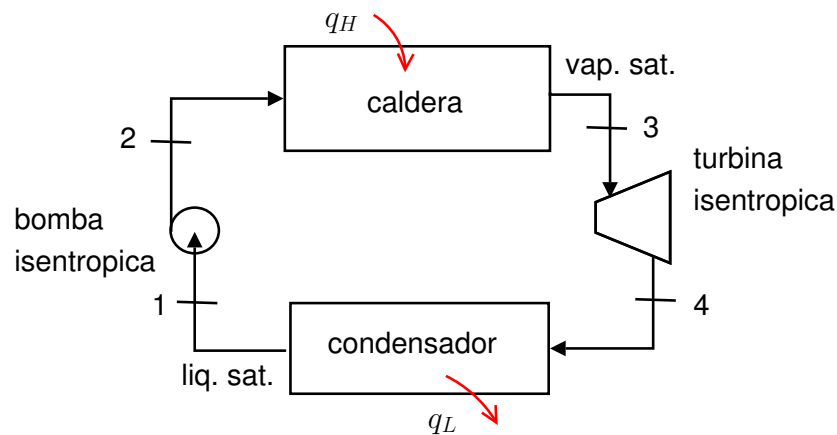 q_H
vap. sat.
caldera
2
3
turbina
isentropica
bomba
isentropica
1
4
condensador
liq. sat.
q_L